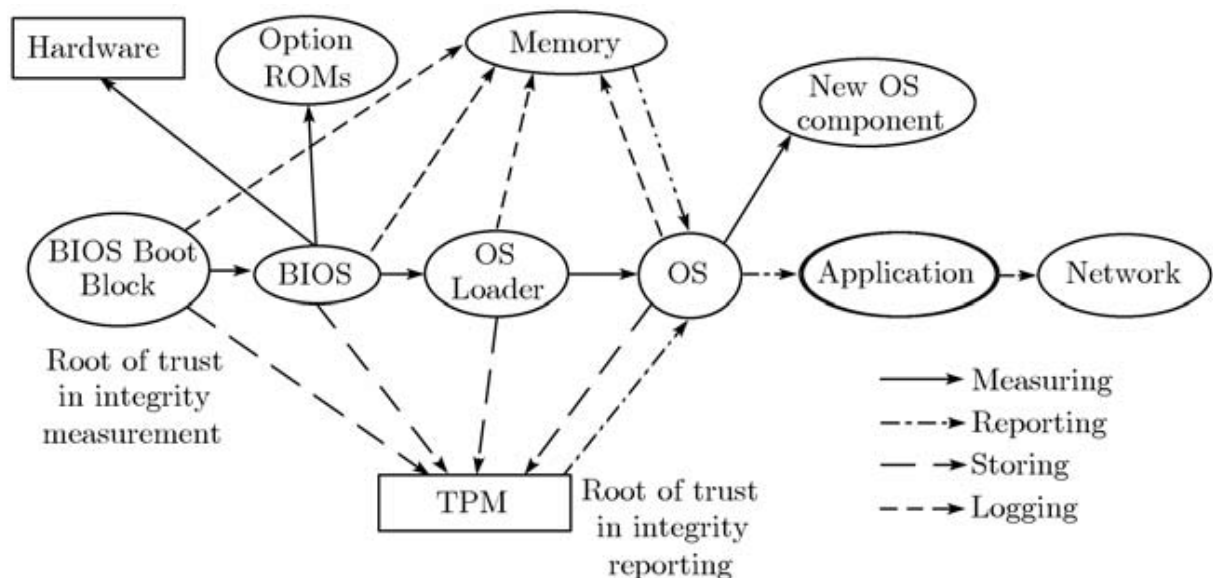 Hardware
Option
ROMs
Memory
New OS
component
BIOS Boot
Block
BIOS
OS
Loader
OS
Application
Network
Root of trust
in integrity
measurement
TPM
Root of trust
in integrity
reporting
Measuring
Reporting
Storing
Logging